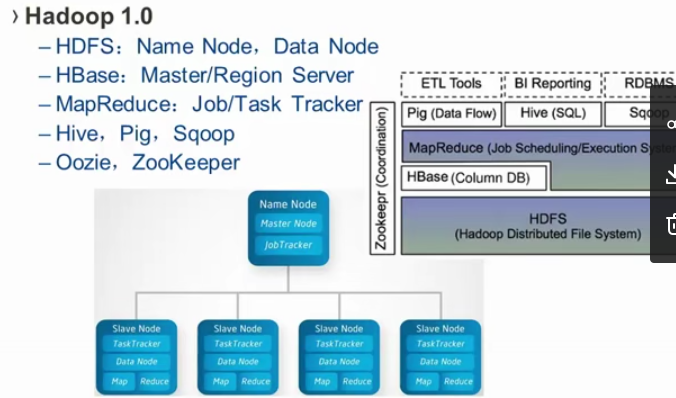 › Hadoop 1.0
– HDFS：Name Node，Data Node
– HBase：Master/Region Server
– MapReduce：Job/Task Tracker
– Hive，Pig，Sqoop
– Oozie，ZooKeeper
ETL Tools
BI Reporting
RDBMS
Pig (Data Flow)
Hive (SQL)
Sqoop
MapReduce (Job Scheduling/Execution System
HBase (Column DB)
HDFS
(Hadoop Distributed File System)
Zookeepr (Coordination)
Name Node
Master Node
JobTracker
Slave Node
TaskTracker
Data Node
Map Reduce
Slave Node
TaskTracker
Data Node
Map Reduce
Slave Node
TaskTracker
Data Node
Map Reduce
Slave Node
TaskTracker
Data Node
Map Reduce